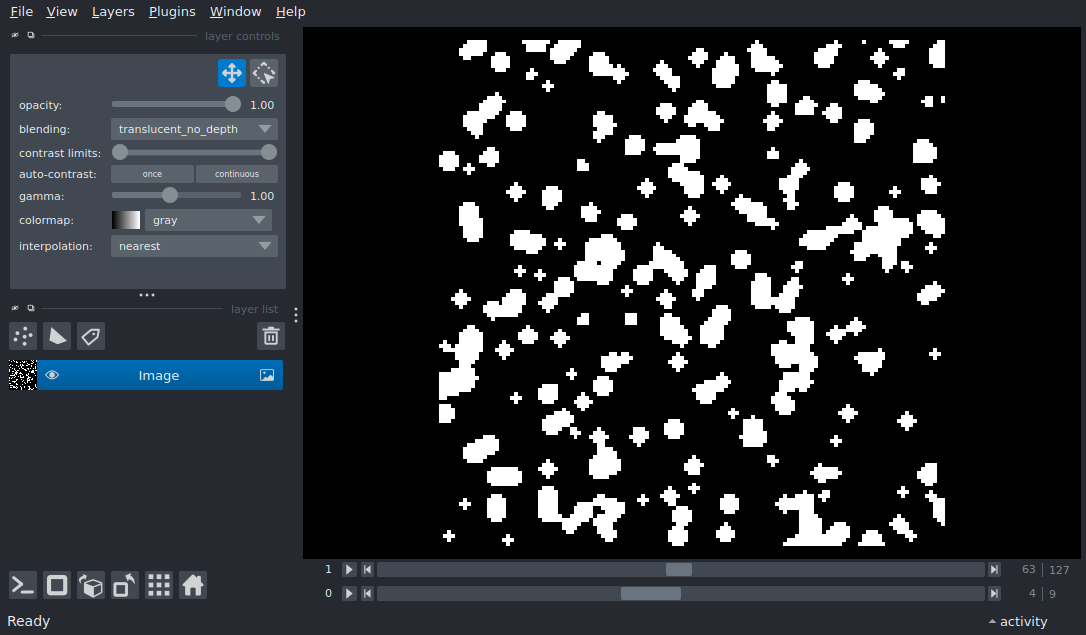 File View Layers Plugins Window Help
layer controls
opacity: 1.00
blending: translucent_no_depth
contrast limits:
auto-contrast: once continuous
gamma: 1.00
colormap: gray
interpolation: nearest
layer list
Image
1 63 127
0 4 9
Ready activity